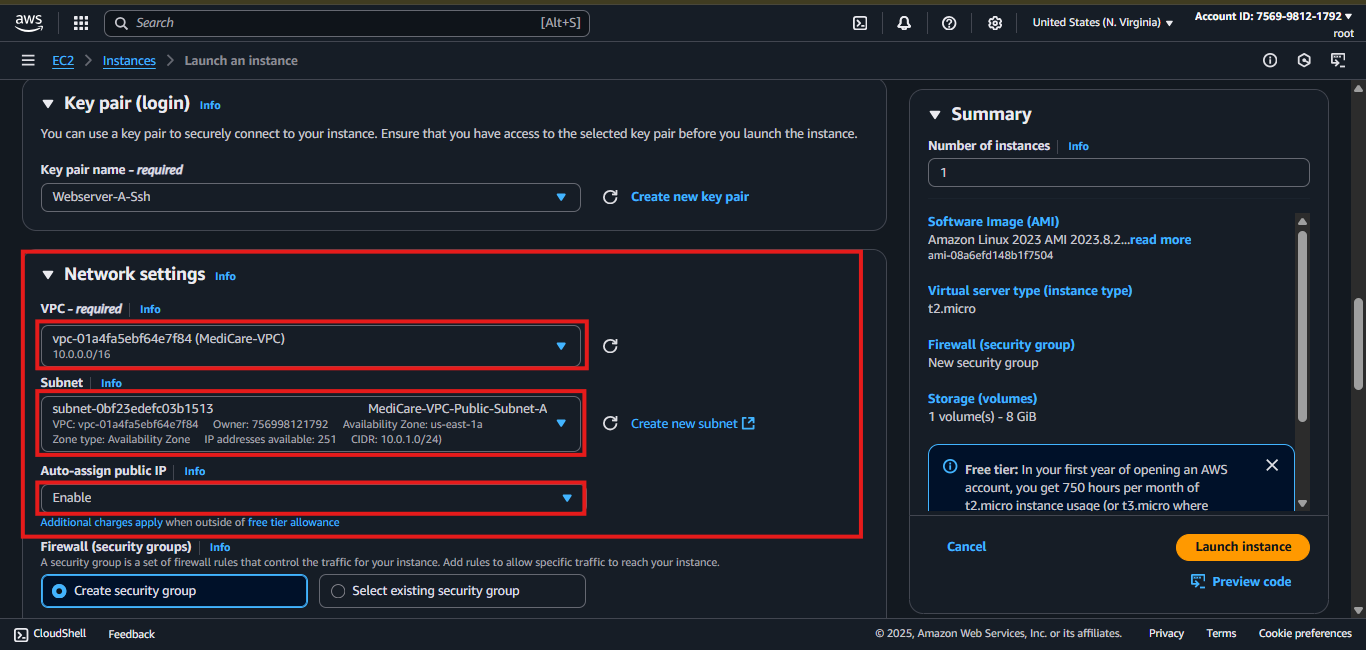 aws
Search
[Alt+S]
United States (N. Virginia)
Account ID: 7569-9812-1792
root
EC2
Instances
Launch an instance
Key pair (login)
Info
You can use a key pair to securely connect to your instance. Ensure that you have access to the selected key pair before you launch the instance.
Key pair name - required
Webserver-A-Ssh
Create new key pair
Network settings
Info
VPC - required
Info
vpc-01a4fa5ebf64e7f84 (MediCare-VPC)
10.0.0.0/16
Subnet
Info
subnet-0bf23edefc03b1513 MediCare-VPC-Public-Subnet-A
VPC: vpc-01a4fa5ebf64e7f84 Owner: 756998121792 Availability Zone: us-east-1a
Zone type: Availability Zone IP addresses available: 251 CIDR: 10.0.1.0/24)
Create new subnet
Auto-assign public IP
Info
Enable
Additional charges apply when outside of free tier allowance
Firewall (security groups)
Info
A security group is a set of firewall rules that control the traffic for your instance. Add rules to allow specific traffic to reach your instance.
Create security group
Select existing security group
Summary
Number of instances
Info
1
Software Image (AMI)
Amazon Linux 2023 AMI 2023.8.2...read more
ami-08a6efd148b1f7504
Virtual server type (instance type)
t2.micro
Firewall (security group)
New security group
Storage (volumes)
1 volume(s) - 8 GiB
Free tier: In your first year of opening an AWS
account, you get 750 hours per month of
t2.micro instance usage (or t3.micro where
Cancel
Launch instance
Preview code
CloudShell
Feedback
© 2025, Amazon Web Services, Inc. or its affiliates.
Privacy
Terms
Cookie preferences